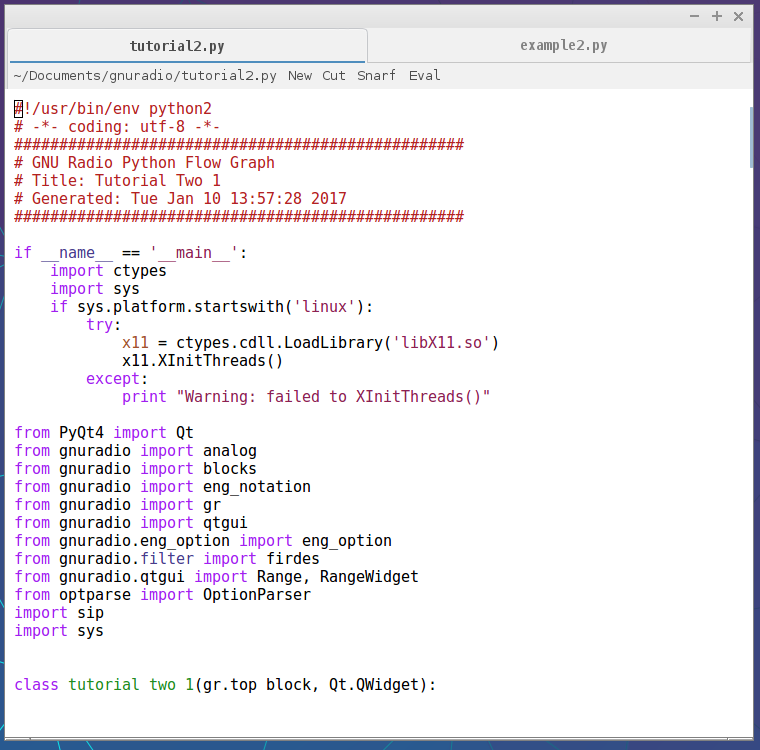 tutorial2.py example2.py
~/Documents/gnuradio/tutorial2.py New Cut Snarf Eval
#!/usr/bin/env python2
# -*- coding: utf-8 -*-
##################################################
# GNU Radio Python Flow Graph
# Title: Tutorial Two 1
# Generated: Tue Jan 10 13:57:28 2017
##################################################

if __name__ == '__main__':
    import ctypes
    import sys
    if sys.platform.startswith('linux'):
        try:
            x11 = ctypes.cdll.LoadLibrary('libX11.so')
            x11.XInitThreads()
        except:
            print "Warning: failed to XInitThreads()"

from PyQt4 import Qt
from gnuradio import analog
from gnuradio import blocks
from gnuradio import eng_notation
from gnuradio import gr
from gnuradio import qtgui
from gnuradio.eng_option import eng_option
from gnuradio.filter import firdes
from gnuradio.qtgui import Range, RangeWidget
from optparse import OptionParser
import sip
import sys


class tutorial two 1(gr.top block, Qt.QWidget):